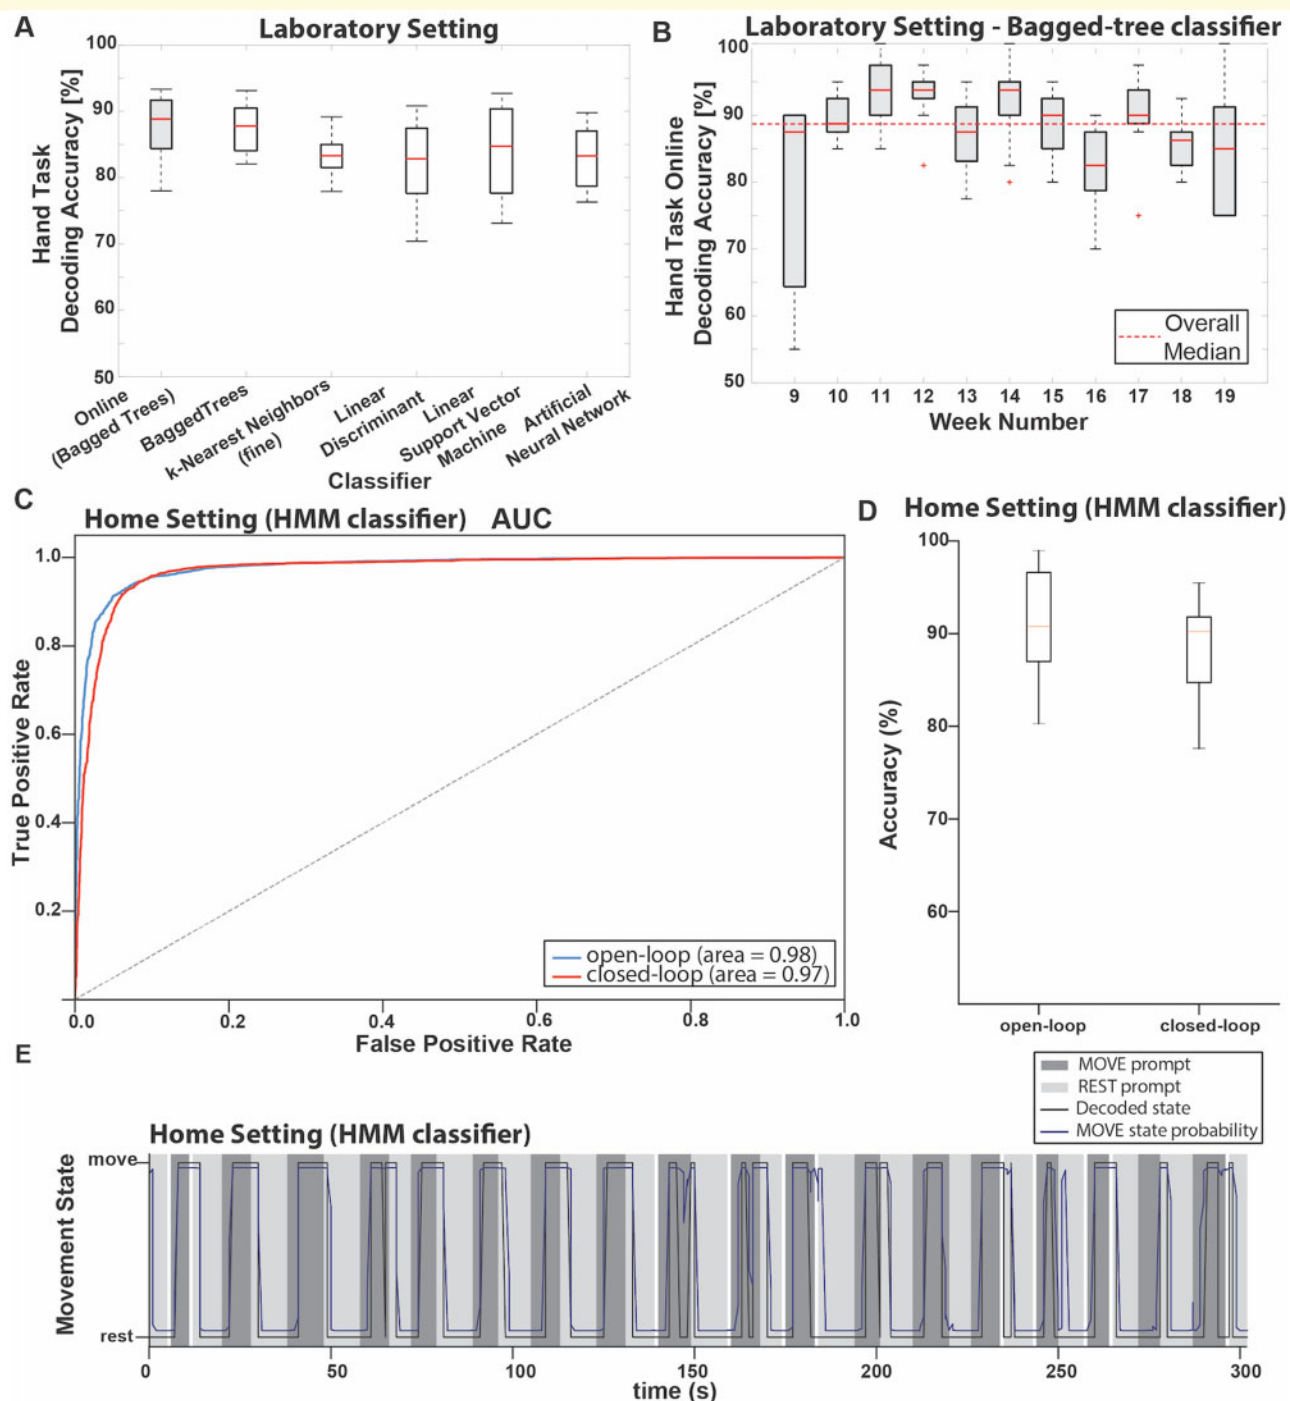 A
Laboratory Setting
Hand Task
Decoding Accuracy [%]
100
90
80
70
60
50
Online
(Bagged Trees)
BaggedTrees
k-Nearest Neighbors
(fine)
Linear
Discriminant
Linear
Support Vector
Machine
Artificial
Neural Network
Classifier
B
Laboratory Setting - Bagged-tree classifier
Hand Task Online
Decoding Accuracy [%]
100
90
80
70
60
50
Overall
Median
9 10 11 12 13 14 15 16 17 18 19
Week Number
C
Home Setting (HMM classifier) AUC
True Positive Rate
1.0
0.8
0.6
0.4
0.2
open-loop (area = 0.98)
closed-loop (area = 0.97)
0.0 0.2 0.4 0.6 0.8 1.0
False Positive Rate
D
Home Setting (HMM classifier)
Accuracy (%)
100
90
80
70
60
open-loop closed-loop
E
MOVE prompt
REST prompt
Decoded state
MOVE state probability
Home Setting (HMM classifier)
Movement State
move
rest
0 50 100 150 200 250 300
time (s)